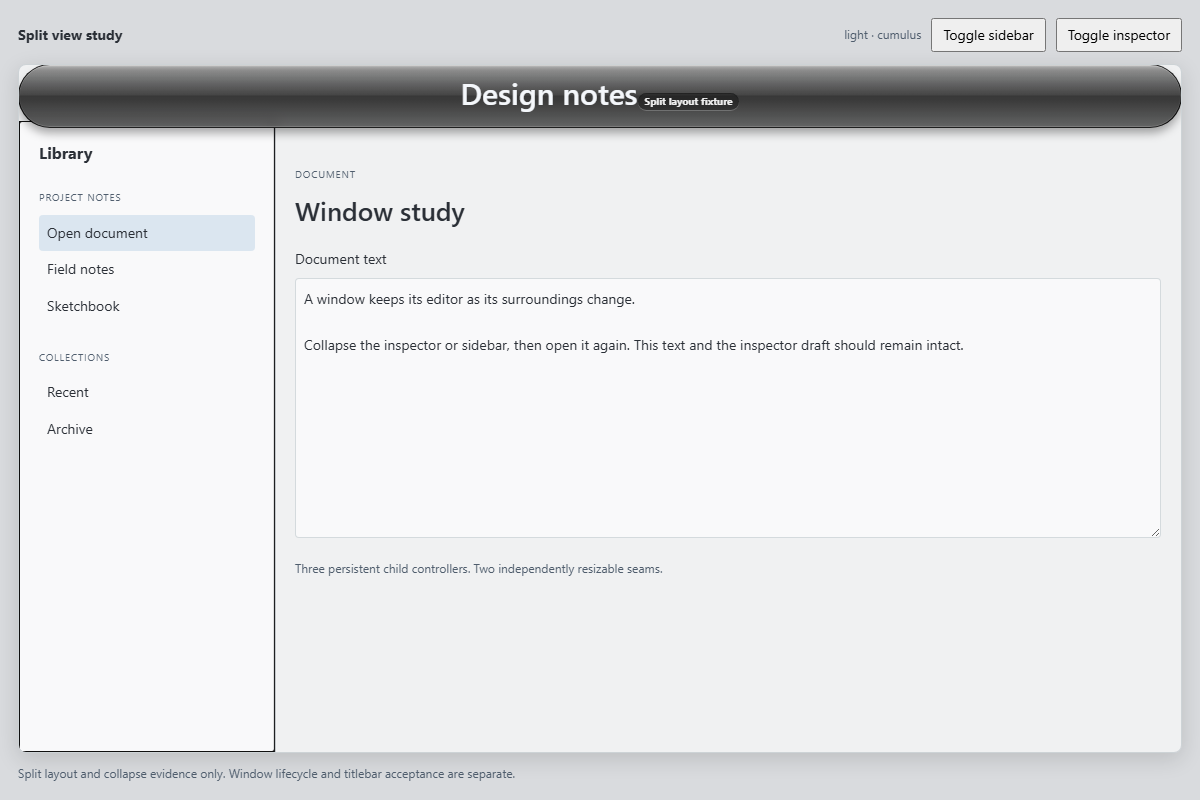 Split view study
light · cumulus
Toggle sidebar
Toggle inspector
Design notes
Split layout fixture
Library
PROJECT NOTES
Open document
Field notes
Sketchbook
COLLECTIONS
Recent
Archive
DOCUMENT
Window study
Document text
A window keeps its editor as its surroundings change.
Collapse the inspector or sidebar, then open it again. This text and the inspector draft should remain intact.
Three persistent child controllers. Two independently resizable seams.
Split layout and collapse evidence only. Window lifecycle and titlebar acceptance are separate.